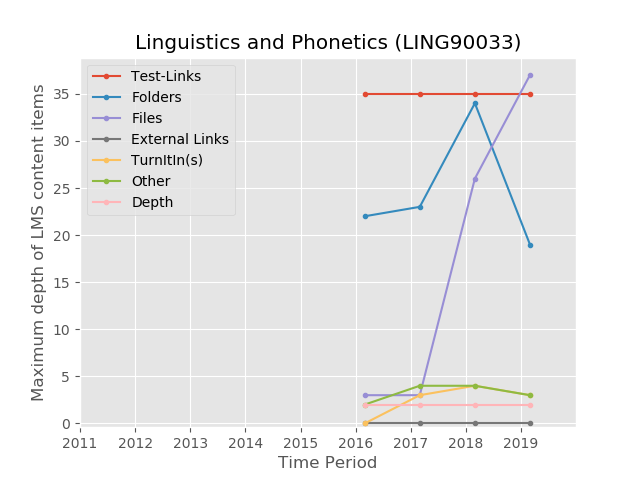 Linguistics and Phonetics (LING90033)
Test-Links
Folders
Files
External Links
TurnItIn(s)
Other
Depth
Maximum depth of LMS content items
35
30
25
20
15
10
5
0
2011 2012 2013 2014 2015 2016 2017 2018 2019
Time Period